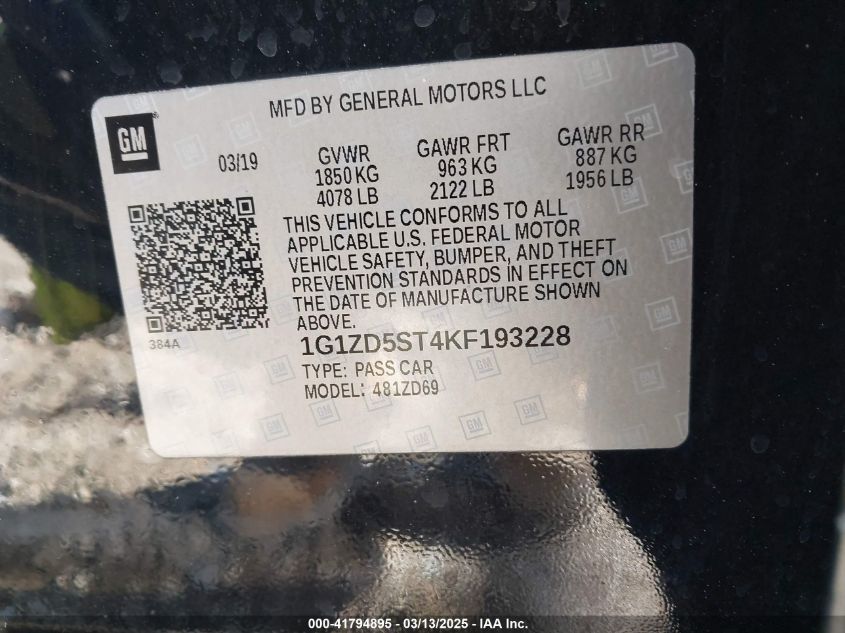 MFD BY GENERAL MOTORS LLC
GM
03/19
GVWR
1850 KG
4078 LB
GAWR FRT
963 KG
2122 LB
GAWR RR
887 KG
1956 LB
THIS VEHICLE CONFORMS TO ALL
APPLICABLE U.S. FEDERAL MOTOR
VEHICLE SAFETY, BUMPER, AND THEFT
PREVENTION STANDARDS IN EFFECT ON
THE DATE OF MANUFACTURE SHOWN
ABOVE.
384A
1G1ZD5ST4KF193228
TYPE: PASS CAR
MODEL: 481ZD69
000-41794895 - 03/13/2025 - IAA Inc.